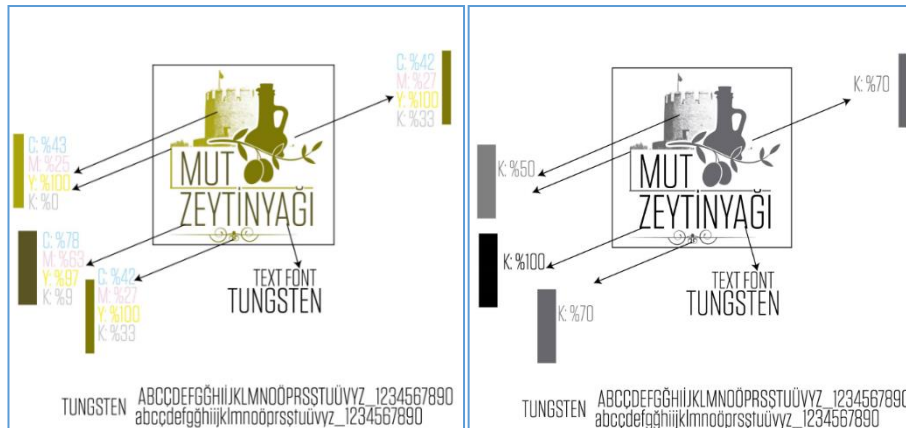 C: %42
M: %27
Y: %100
K: %33
C: %43
M: %25
Y: %100
K: %0
MUT
ZEYTİNYAĞI
C: %78
M: %63
Y: %97
K: %9
C: %42
M: %27
Y: %100
K: %33
TEXT FONT
TUNGSTEN
TUNGSTEN
ABCÇDEFGĞHIİJKLMNOÖPRSŞTUÜVYZ_1234567890
abcçdefgğhıijklmnoöprsştuüvyz_1234567890
K: %70
K: %50
MUT
ZEYTİNYAĞI
K: %100
K: %70
TEXT FONT
TUNGSTEN
TUNGSTEN
ABCÇDEFGĞHIİJKLMNOÖPRSŞTUÜVYZ_1234567890
abcçdefgğhıijklmnoöprsştuüvyz_1234567890